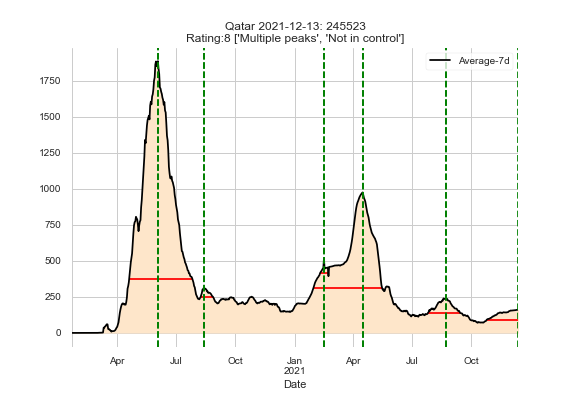 Qatar 2021-12-13: 245523
Rating:8 ['Multiple peaks', 'Not in control']
Average-7d
1750
1500
1250
1000
750
500
250
0
Apr
Jul
Oct
Jan
2021
Apr
Jul
Oct
Date